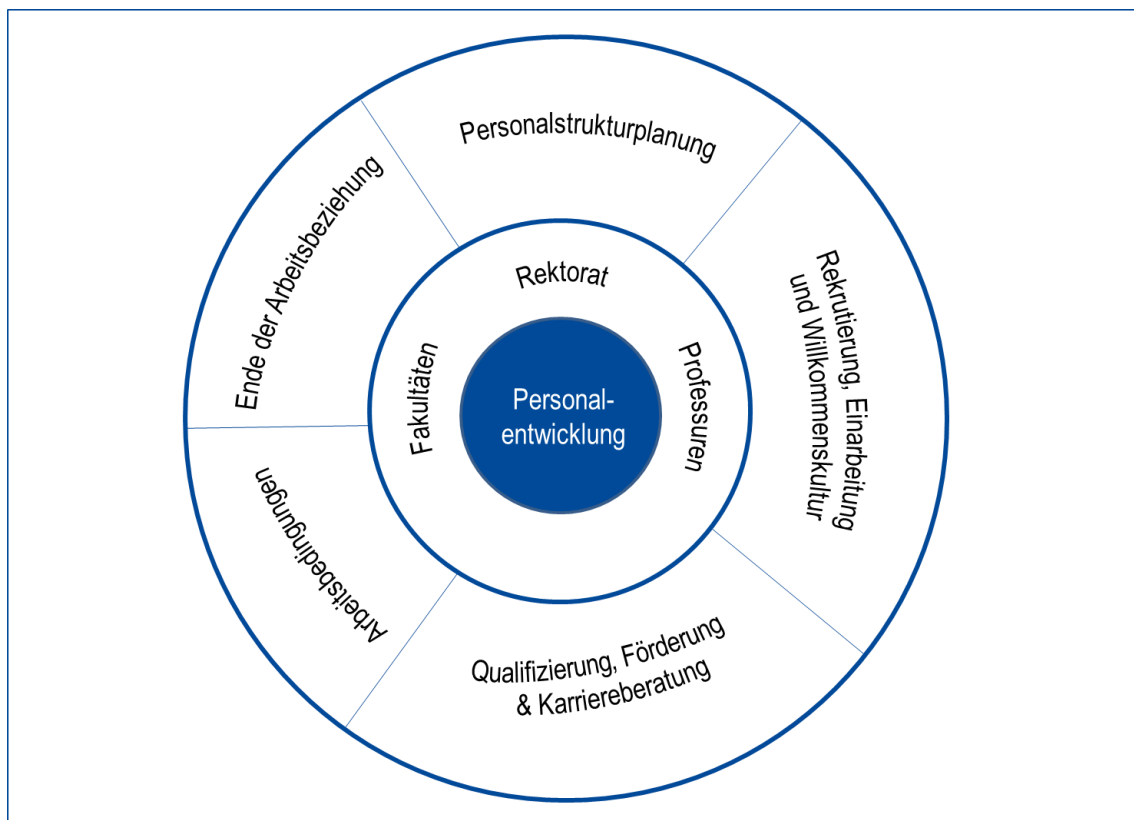 Personalstrukturplanung
Rekrutierung, Einarbeitung
und Willkommenskultur
Qualifizierung, Förderung
& Karriereberatung
Arbeitsbedingungen
Ende der Arbeitsbeziehung
Rektorat
Professuren
Fakultäten
Personal-
entwicklung